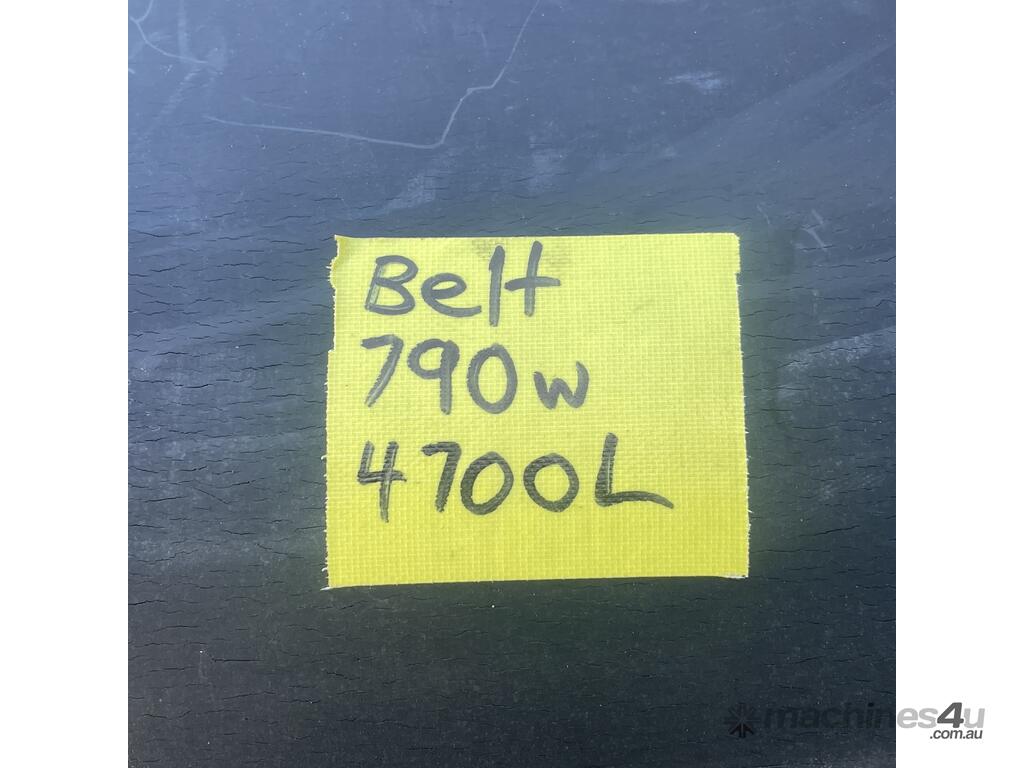 Belt
790w
4700L
machines4u
.com.au